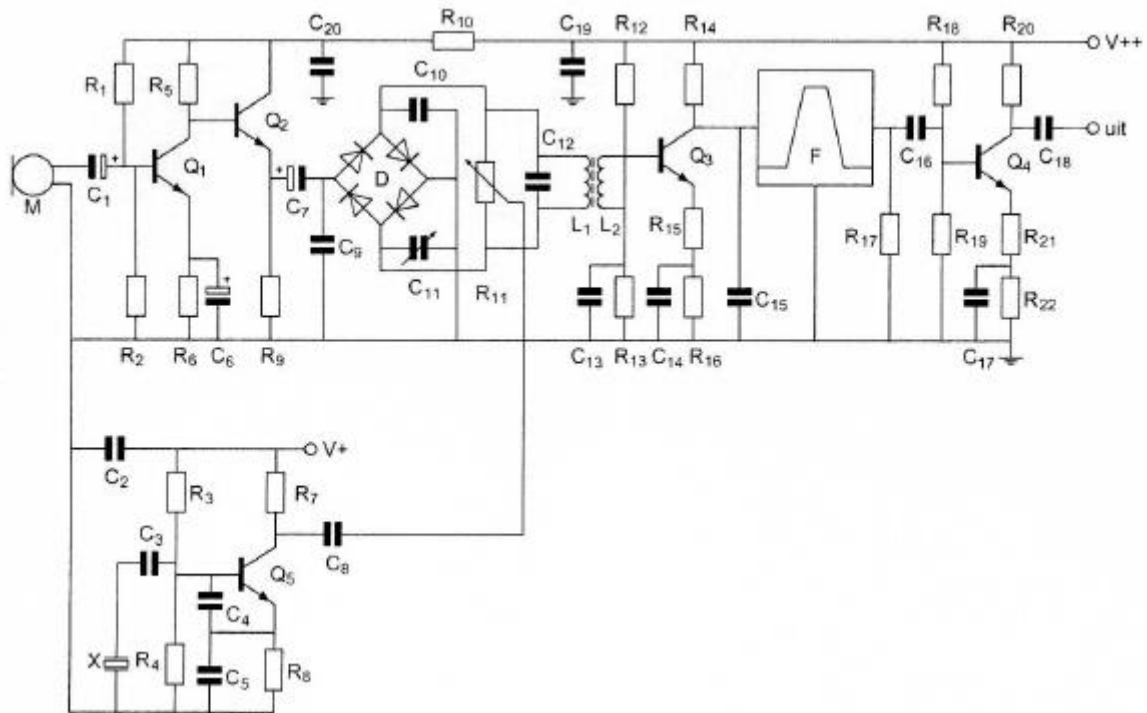 C20 R10 C19 R12 R14 R18 R20
V++
R1 R5 Q2 C10
C12 F C16 C18 uit
M C1 + Q1 + C7 D Q3 Q4
C9 L1 L2 R15 R17 R19 R21
+ C11 R11 C15 R22
R2 R6 C6 R9 C13 R13 C14 R16 C17
C2 V+
R3 R7
C3 C8
Q5
C4
X R4 C5 R8